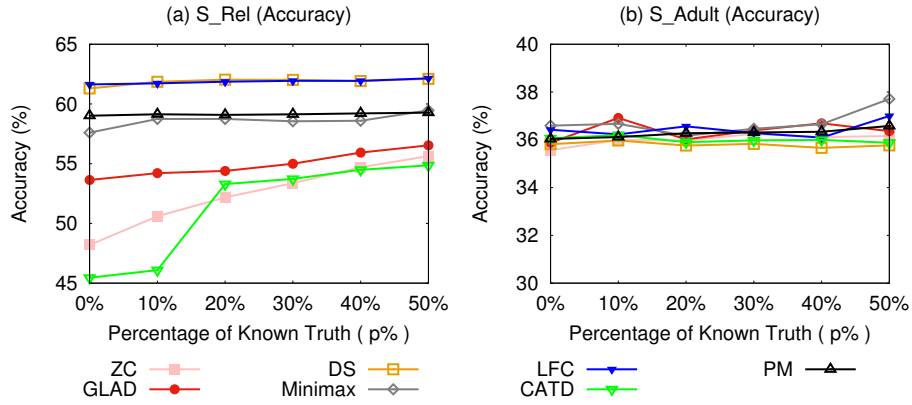 (a) S_Rel (Accuracy)
65
60
55
50
45
Accuracy (%)
0% 10% 20% 30% 40% 50%
Percentage of Known Truth ( p% )
(b) S_Adult (Accuracy)
40
38
36
34
32
30
Accuracy (%)
0% 10% 20% 30% 40% 50%
Percentage of Known Truth ( p% )
ZC DS LFC PM
GLAD Minimax CATD